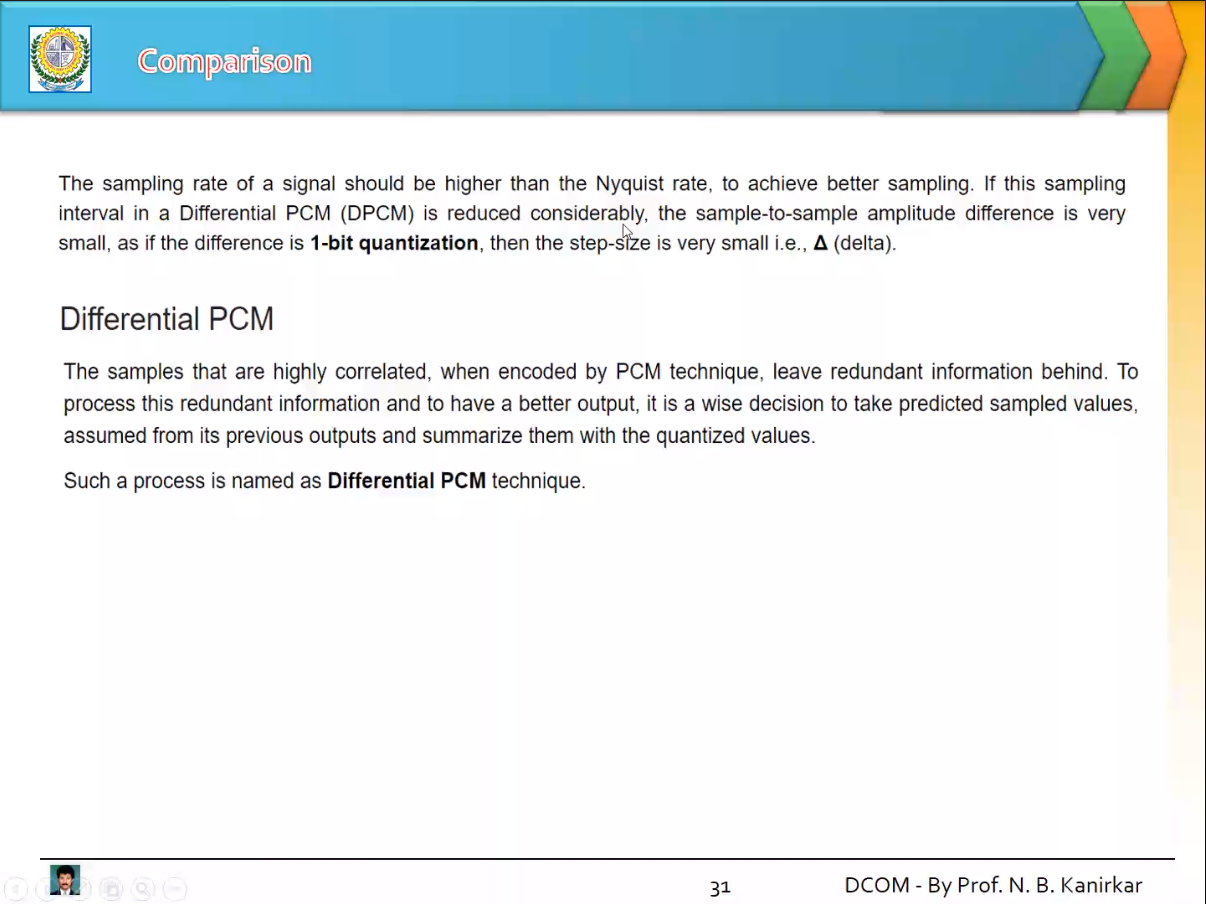 Comparison
The sampling rate of a signal should be higher than the Nyquist rate, to achieve better sampling. If this sampling
interval in a Differential PCM (DPCM) is reduced considerably, the sample-to-sample amplitude difference is very
small, as if the difference is 1-bit quantization, then the step-size is very small i.e., Δ (delta).
Differential PCM
The samples that are highly correlated, when encoded by PCM technique, leave redundant information behind. To
process this redundant information and to have a better output, it is a wise decision to take predicted sampled values,
assumed from its previous outputs and summarize them with the quantized values.
Such a process is named as Differential PCM technique.
31
DCOM - By Prof. N. B. Kanirkar